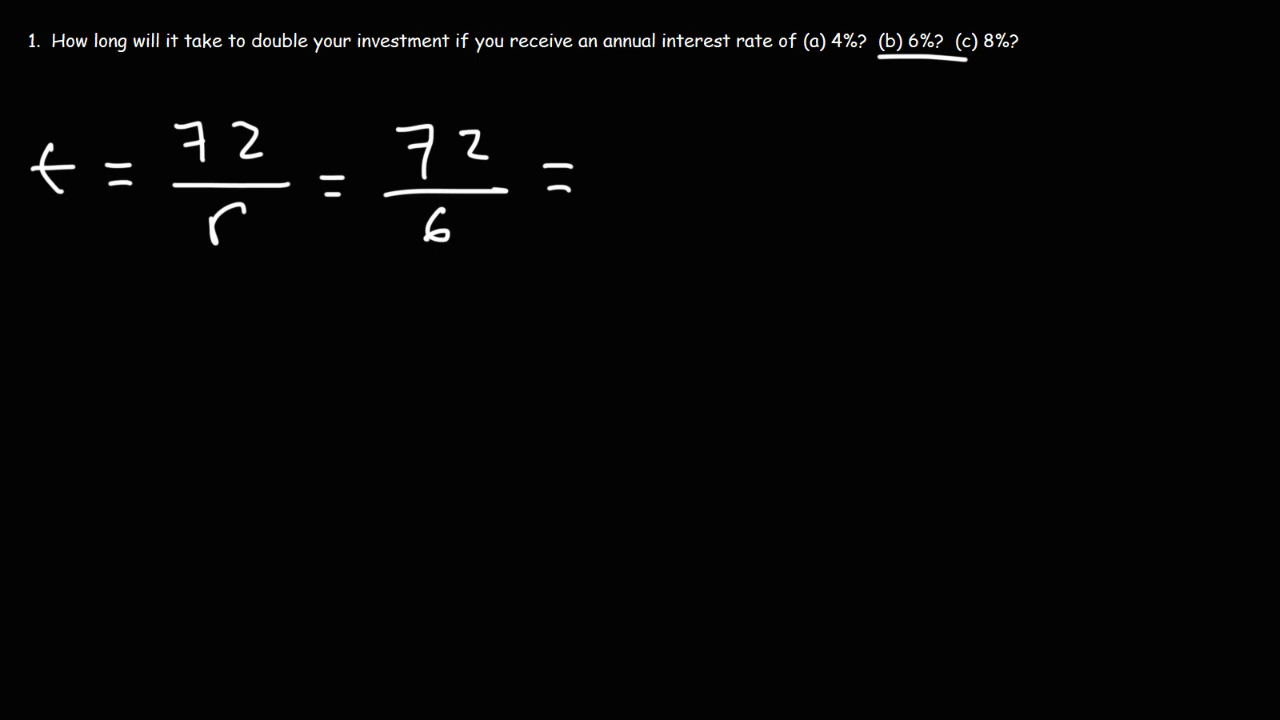 1. How long will it take to double your investment if you receive an annual interest rate of (a) 4%? (b) 6%? (c) 8%?
t = 72/r = 72/6 =